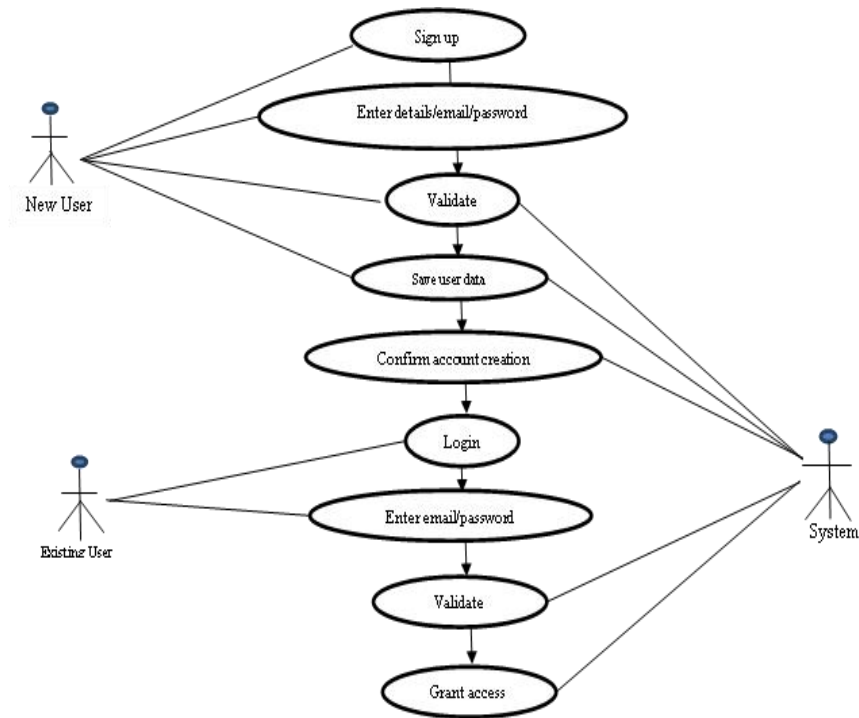 Sign up
Enter details/email/password
New User
Validate
Save user data
Confirm account creation
Login
Existing User
Enter email/password
System
Validate
Grant access